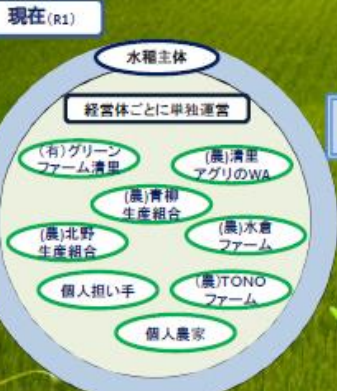 現在(R1)
水稲主体
経営体ごとに単独運営
(有)グリーン
ファーム清里
(農)清里
アグリのWA
(農)青柳
生産組合
(農)北野
生産組合
(農)水倉
ファーム
個人担い手
(農)TONO
ファーム
個人農家